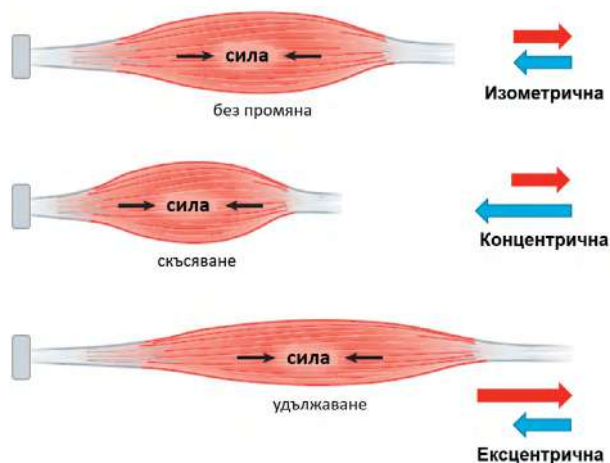 сила
без промяна
Изометрична
сила
скъсяване
Концентрична
сила
удължаване
Ексцентрична